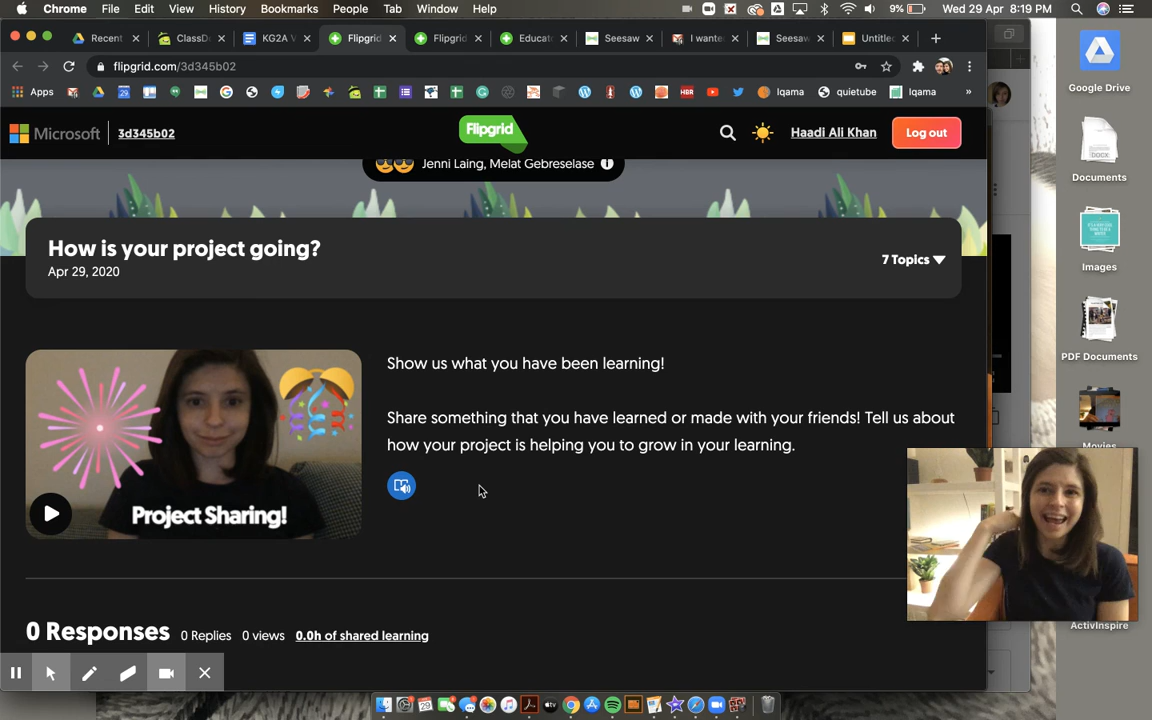 Chrome File Edit View History Bookmarks People Tab Window Help 9% Wed 29 Apr 8:19 PM
Recent ClassD KG2A V Flipgrid Flipgrid Educat Seesaw I wante Seesaw Untitled
flipgrid.com/3d345b02
Apps 29 HBR Iqama quietube Iqama »
Microsoft 3d345b02 Flipgrid Haadi Ali Khan Log out
Jenni Laing, Melat Gebreselase
How is your project going?
Apr 29, 2020
7 Topics
Show us what you have been learning!
Share something that you have learned or made with your friends! Tell us about
how your project is helping you to grow in your learning.
Project Sharing!
0 Responses 0 Replies 0 views 0.0h of shared learning
Google Drive
DOCX
Documents
Images
PDF Documents
Movies
ActivInspire